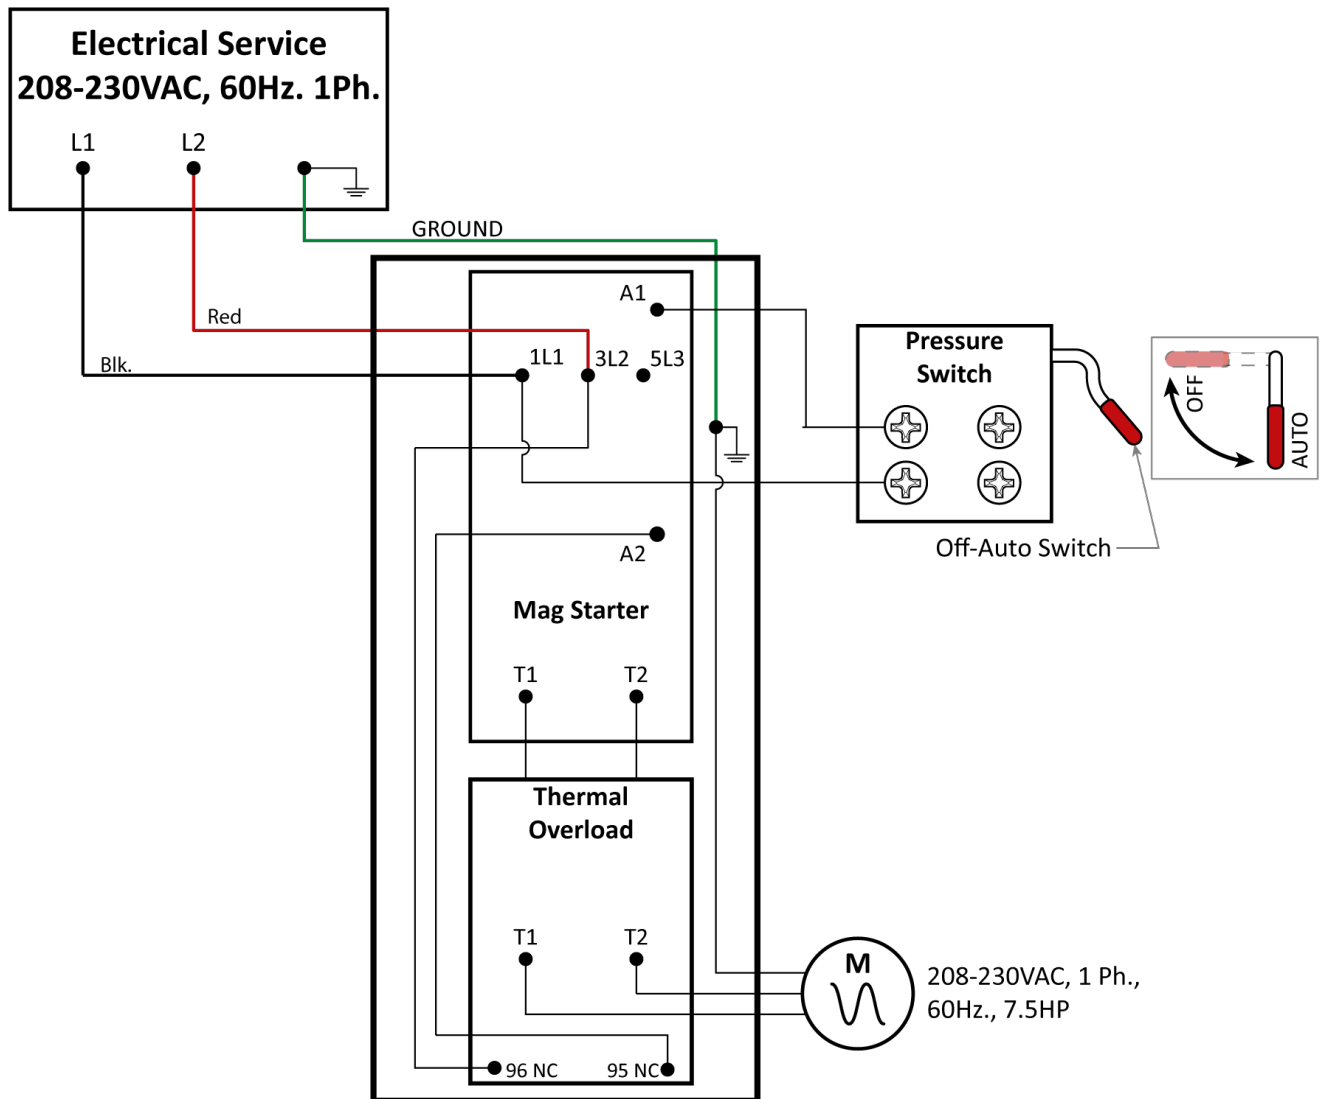 Electrical Service
208-230VAC, 60Hz. 1Ph.
L1
L2
GROUND
Red
Blk.
A1
1L1
3L2
5L3
A2
Mag Starter
T1
T2
Thermal
Overload
T1
T2
96 NC
95 NC
Pressure
Switch
OFF
AUTO
Off-Auto Switch
M
208-230VAC, 1 Ph.,
60Hz., 7.5HP